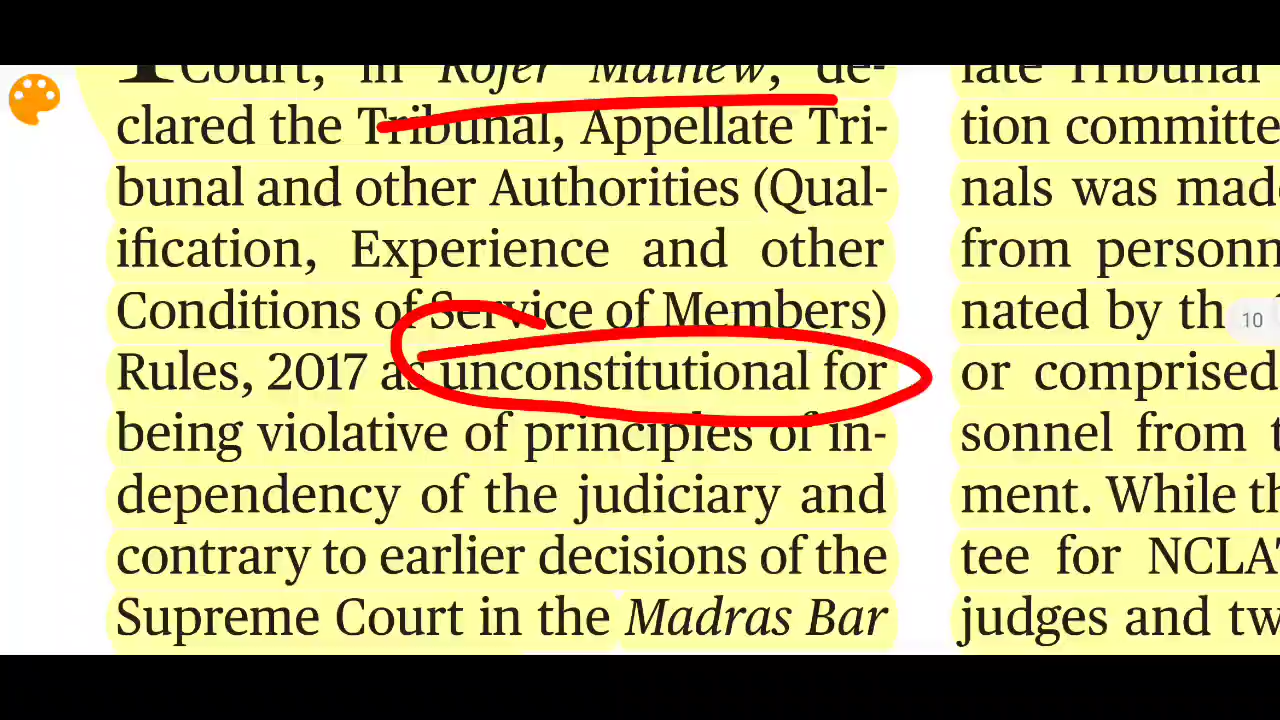 Court, in Rojer Mathew, de-
clared the Tribunal, Appellate Tri-
bunal and other Authorities (Qual-
ification, Experience and other
Conditions of Service of Members)
Rules, 2017 as unconstitutional for
being violative of principles of in-
dependency of the judiciary and
contrary to earlier decisions of the
Supreme Court in the Madras Bar
late Tribunal
tion committe
nals was mad
from person
nated by th
or comprised
sonnel from
ment. While th
tee for NCLA
judges and tw
10